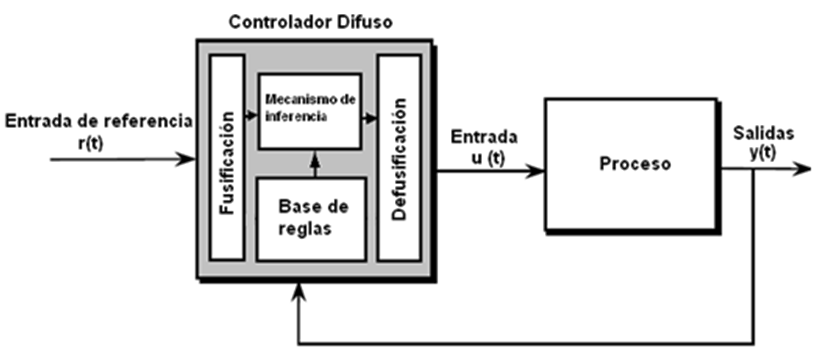 Controlador Difuso
Entrada de referencia
r(t)
Fusificación
Mecanismo de
inferencia
Base de
reglas
Defusificación
Entrada
u (t)
Proceso
Salidas
y(t)